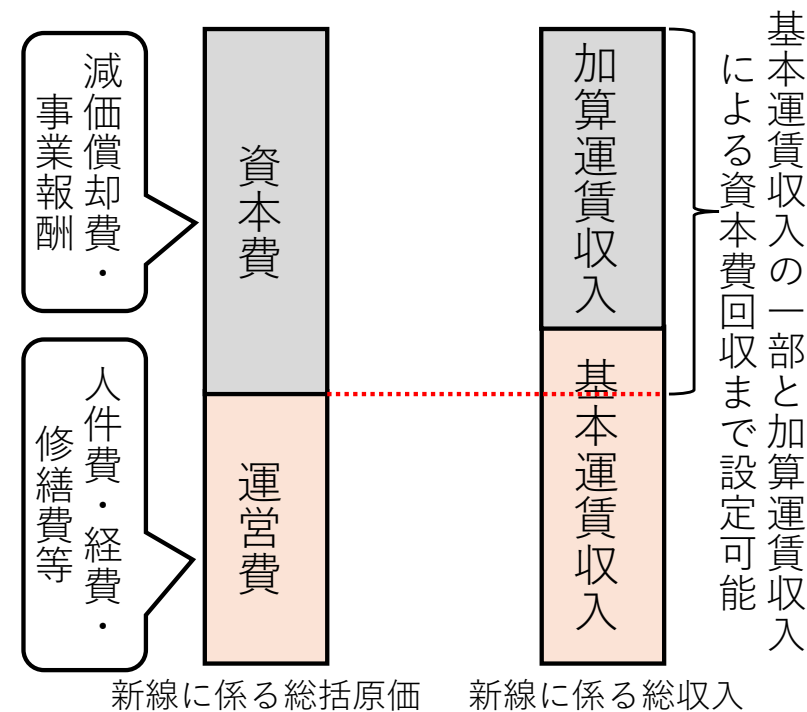 減価償却費・
事業報酬
人件費・経費・
修繕費等
資本費
運営費
加算運賃収入
基本運賃収入
基本運賃収入の一部と加算運賃収入
による資本費回収まで設定可能
新線に係る総括原価
新線に係る総収入